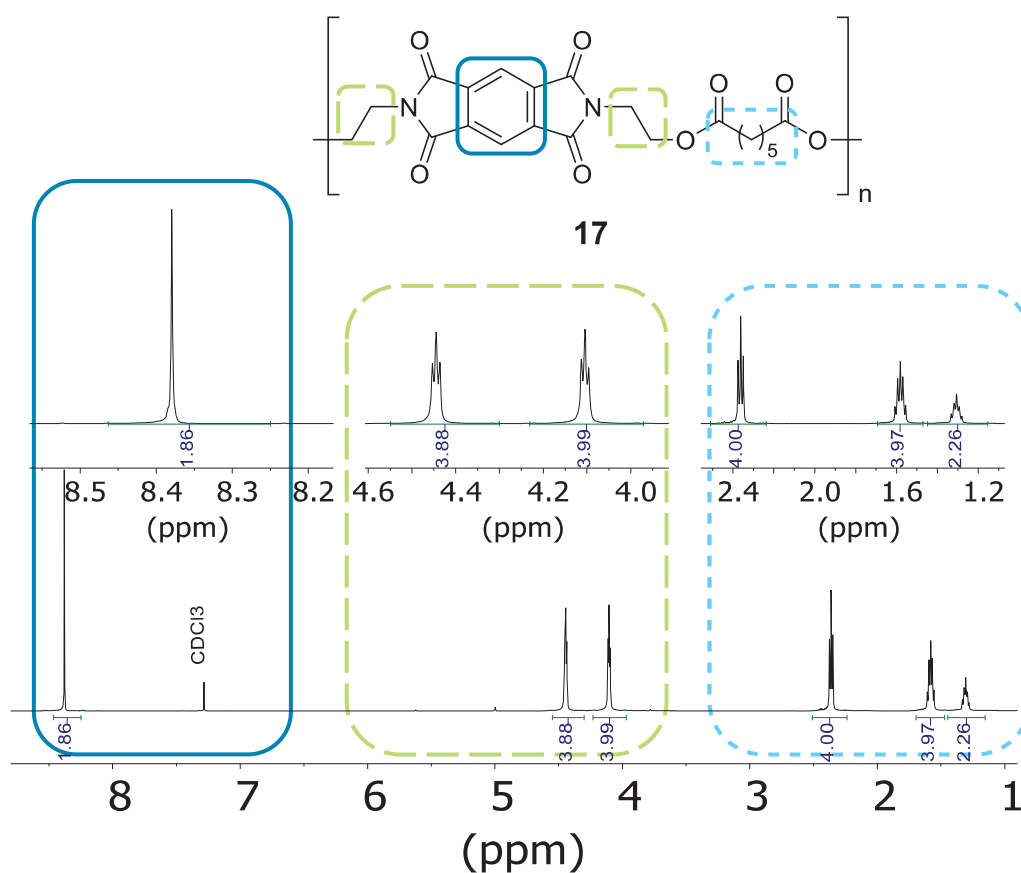 O O O O
N N
5
O O O O
n
17
1.86 3.88 3.99 4.00 3.97 2.26
8.5 8.4 8.3 8.2 4.6 4.4 4.2 4.0 2.4 2.0 1.6 1.2
(ppm) (ppm) (ppm)
CDCl3
1.86 3.88 3.99 4.00 3.97 2.26
8 7 6 5 4 3 2 1
(ppm)